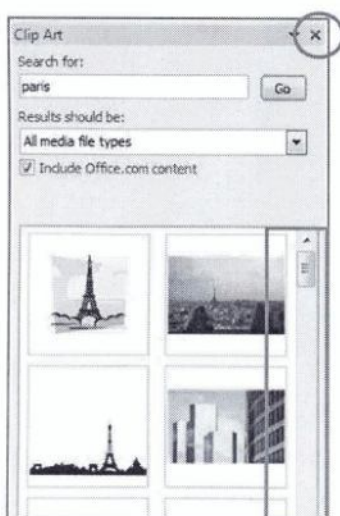 Clip Art
Search for:
paris
Go
Results should be:
All media file types
Include Office.com content